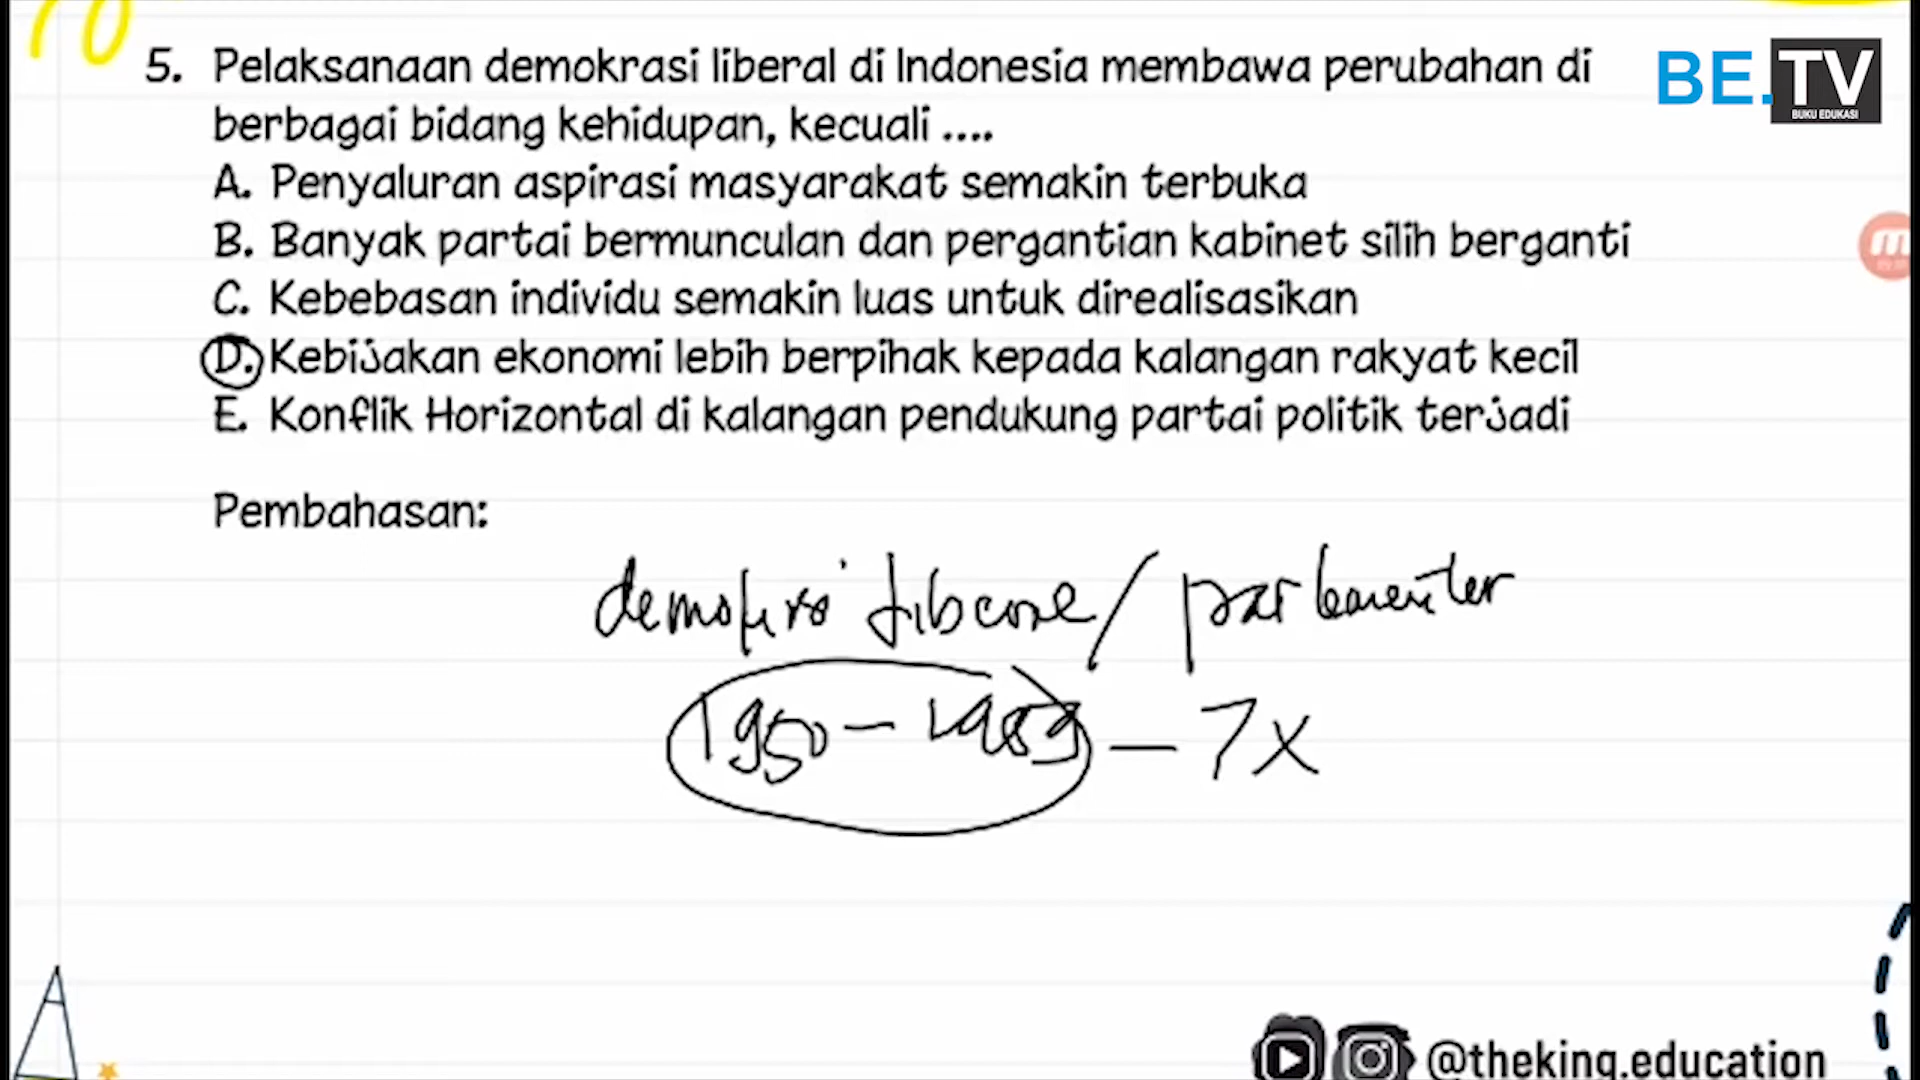 5. Pelaksanaan demokrasi liberal di Indonesia membawa perubahan di
berbagai bidang kehidupan, kecuali ....
A. Penyaluran aspirasi masyarakat semakin terbuka
B. Banyak partai bermunculan dan pergantian kabinet silih berganti
C. Kebebasan individu semakin luas untuk direalisasikan
D. Kebijakan ekonomi lebih berpihak kepada kalangan rakyat kecil
E. Konflik Horizontal di kalangan pendukung partai politik terjadi
Pembahasan:
/ parlementer
1950 - 1959 - 7x
BE.TV
BUKU EDUKASI
@theking.education